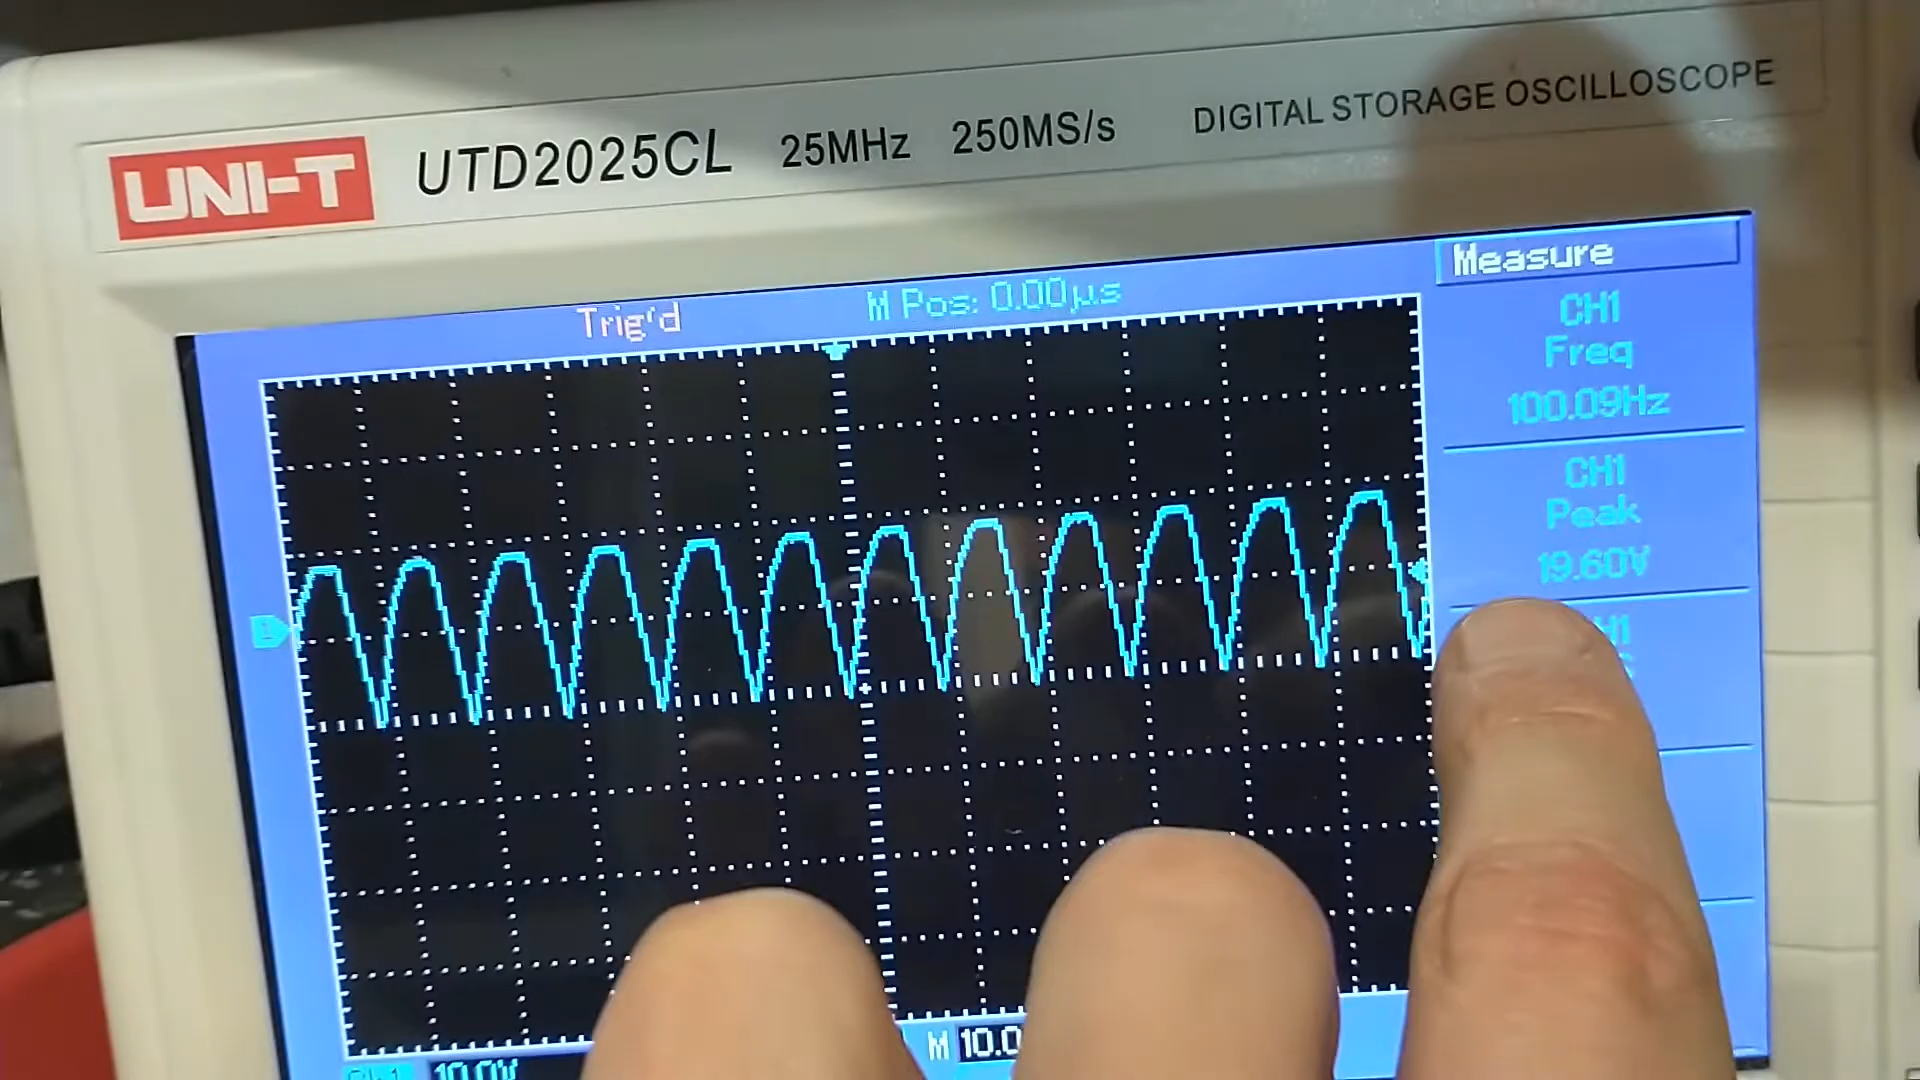 UNI-T UTD2025CL 25MHz 250MS/s DIGITAL STORAGE OSCILLOSCOPE
Trig'd M Pos: 0.00µs Measure
CH1
Freq
100.09Hz
CH1
Peak
19.60V
1
M 10.0
10.0V